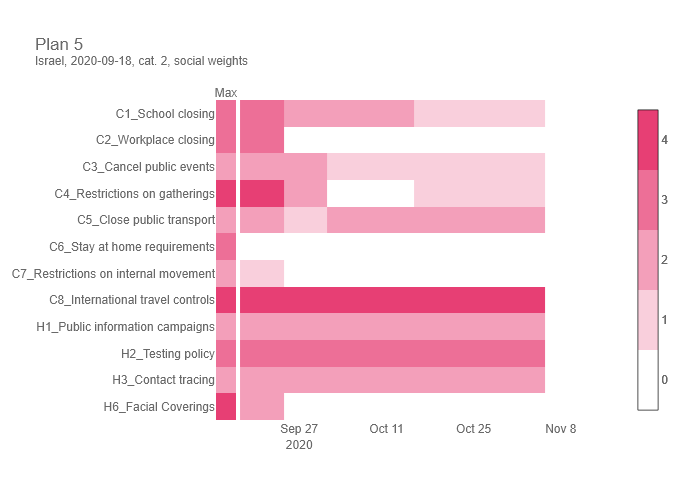 Plan 5
Israel, 2020-09-18, cat. 2, social weights
Max
C1_School closing
C2_Workplace closing
C3_Cancel public events
C4_Restrictions on gatherings
C5_Close public transport
C6_Stay at home requirements
C7_Restrictions on internal movement
C8_International travel controls
H1_Public information campaigns
H2_Testing policy
H3_Contact tracing
H6_Facial Coverings
Sep 27 Oct 11 Oct 25 Nov 8
2020
4
3
2
1
0